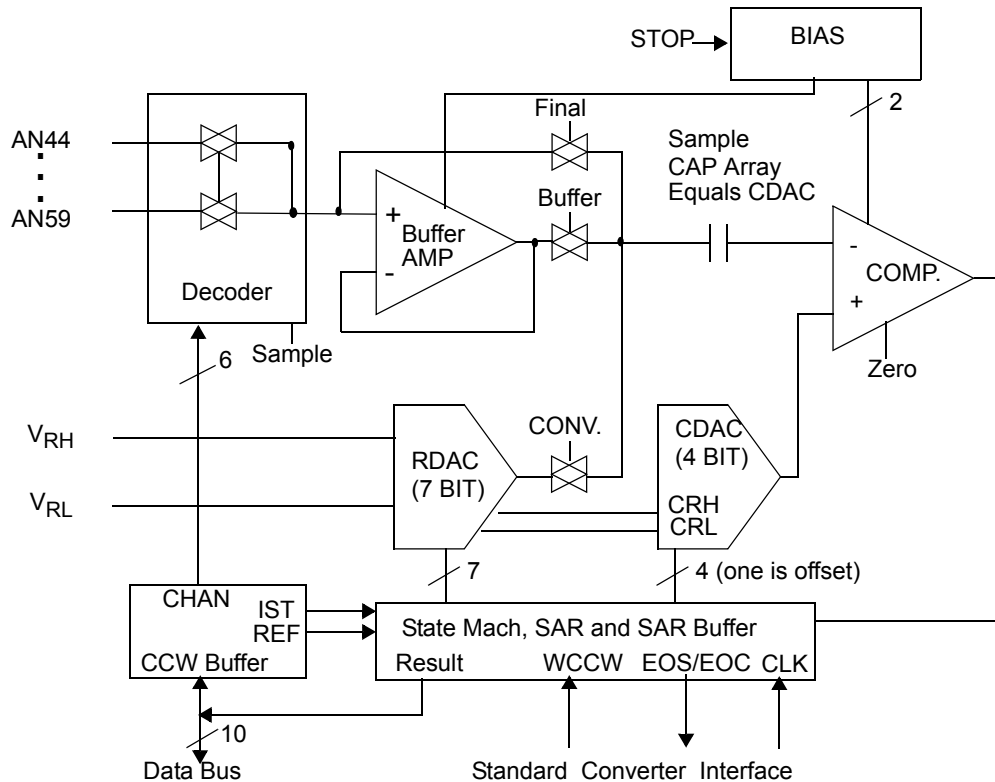 STOP
BIAS
2
Final
AN44
AN59
Sample
CAP Array
Equals CDAC
Buffer
+
Buffer
AMP
-
-
COMP.
+
Decoder
Sample
Zero
6
VRH
VRL
RDAC
(7 BIT)
CONV.
CDAC
(4 BIT)
CRH
CRL
7
4 (one is offset)
CHAN
IST
REF
CCW Buffer
State Mach, SAR and SAR Buffer
Result
WCCW
EOS/EOC
CLK
10
Data Bus
Standard Converter Interface